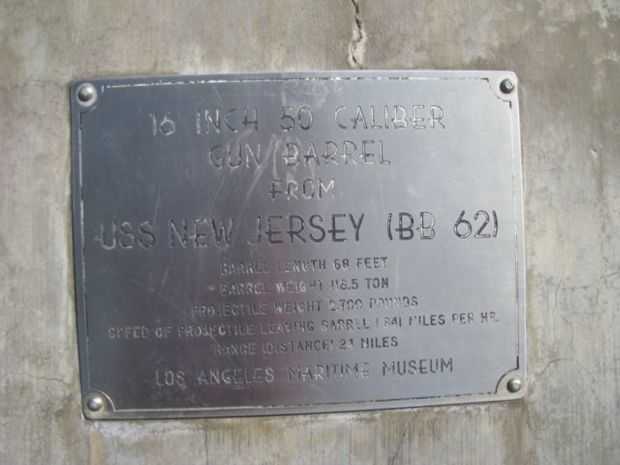 16 INCH 50 CALIBER
GUN BARREL
FROM
USS NEW JERSEY (BB 62)
BARREL LENGTH 68 FEET
BARREL WEIGHT 118.5 TON
PROJECTILE WEIGHT 2700 POUNDS
SPEED OF PROJECTILE LEAVING BARREL 1841 MILES PER HR.
RANGE (DISTANCE) 23 MILES
LOS ANGELES MARITIME MUSEUM